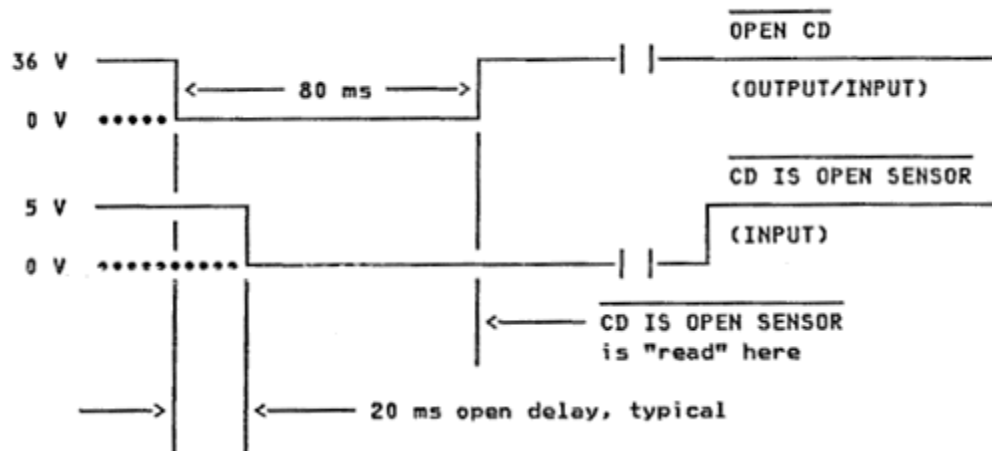 OPEN CD
36 V
80 ms
(OUTPUT/INPUT)
0 V
CD IS OPEN SENSOR
5 V
(INPUT)
0 V
CD IS OPEN SENSOR
is "read" here
20 ms open delay, typical